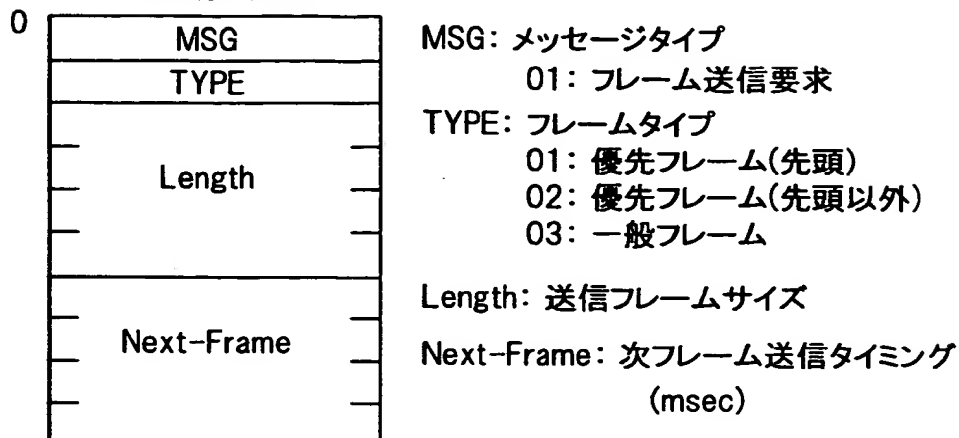 0
MSG
TYPE
Length
Next-Frame
MSG: メッセージタイプ
01: フレーム送信要求
TYPE: フレームタイプ
01: 優先フレーム(先頭)
02: 優先フレーム(先頭以外)
03: 一般フレーム
Length: 送信フレームサイズ
Next-Frame: 次フレーム送信タイミング
(msec)